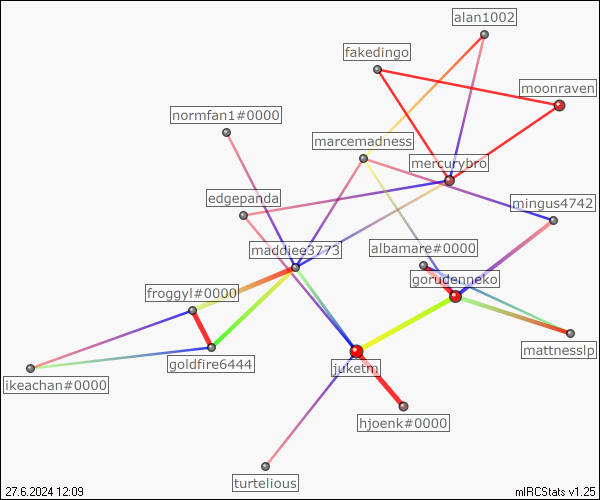 alan1002
fakedingo
moonraven
normfan1#0000
marcemadness
mercurybro
edgepanda
mingus4742
maddiee3773
albamare#0000
gorudenneko
froggyl#0000
mattnesslp
goldfire6444
juketm
ikeachan#0000
hjoenk#0000
turtelious
27.6.2024 12:09
mIRCStats v1.25